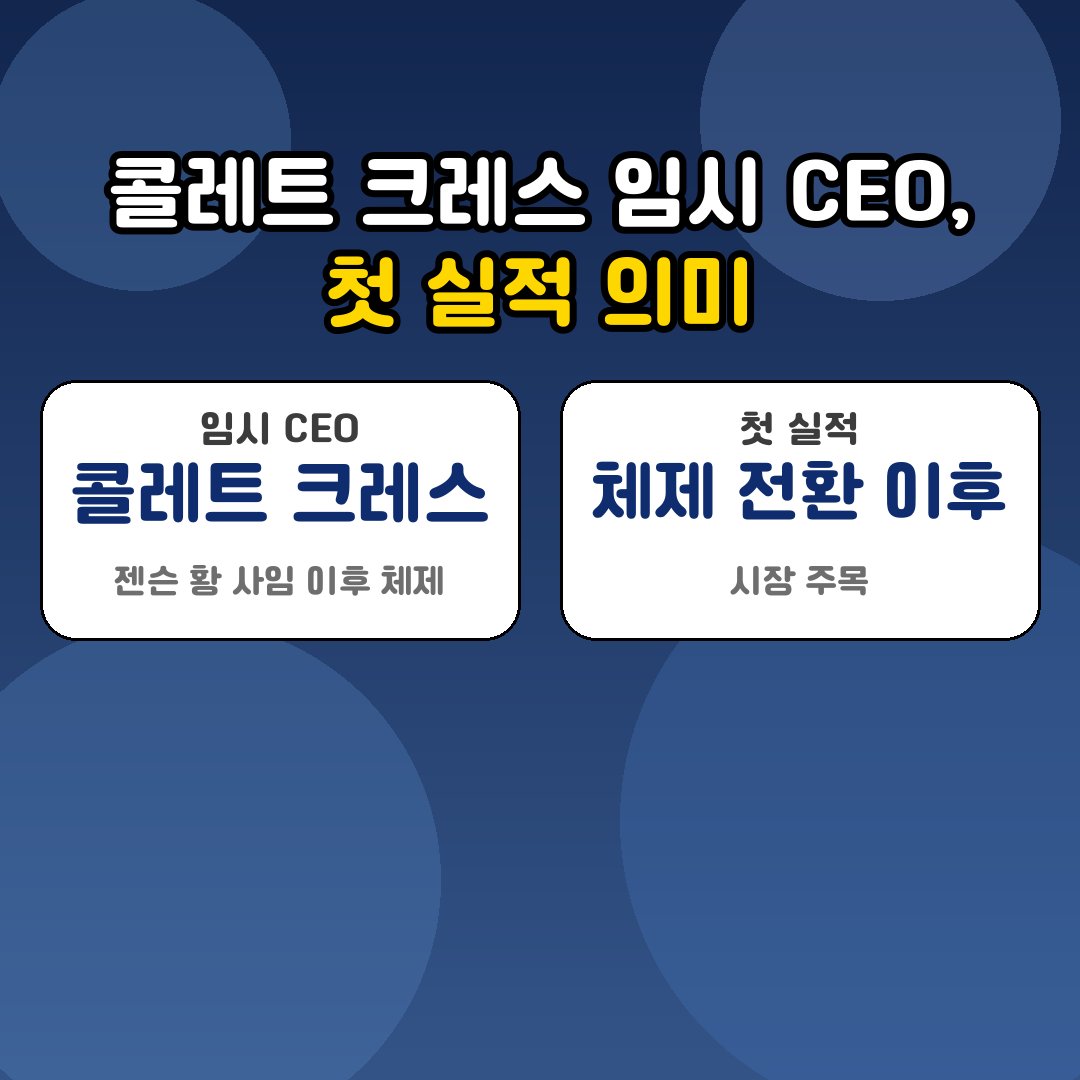 콜레트 크레스 임시 CEO,
첫 실적 의미
임시 CEO
콜레트 크레스
젠슨 황 사임 이후 체제
첫 실적
체제 전환 이후
시장 주목